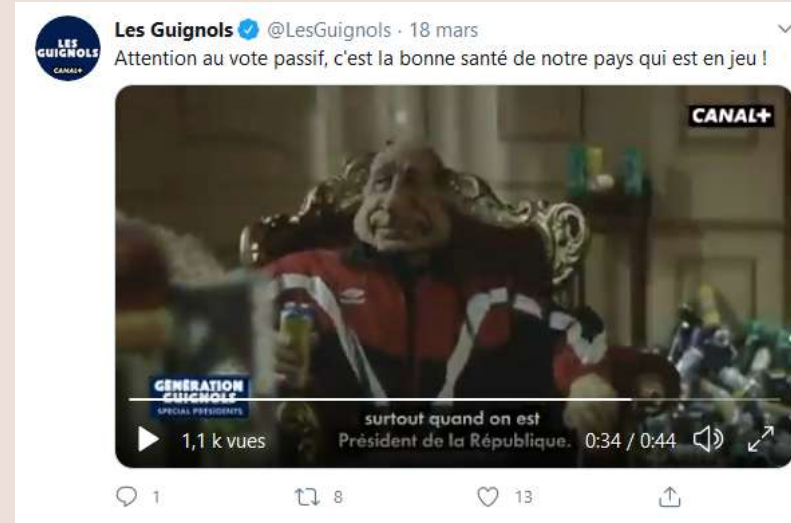 Les Guignols @LesGuignols · 18 mars
LES
GUIGNOLS
CANAL+
Attention au vote passif, c'est la bonne santé de notre pays qui est en jeu !
CANAL+
GÉNÉRATION
GUIGNOLS
SPECIAL PRÉSIDENTS
surtout quand on est
Président de la République.
1,1 k vues
0:34 / 0:44
1 8 13